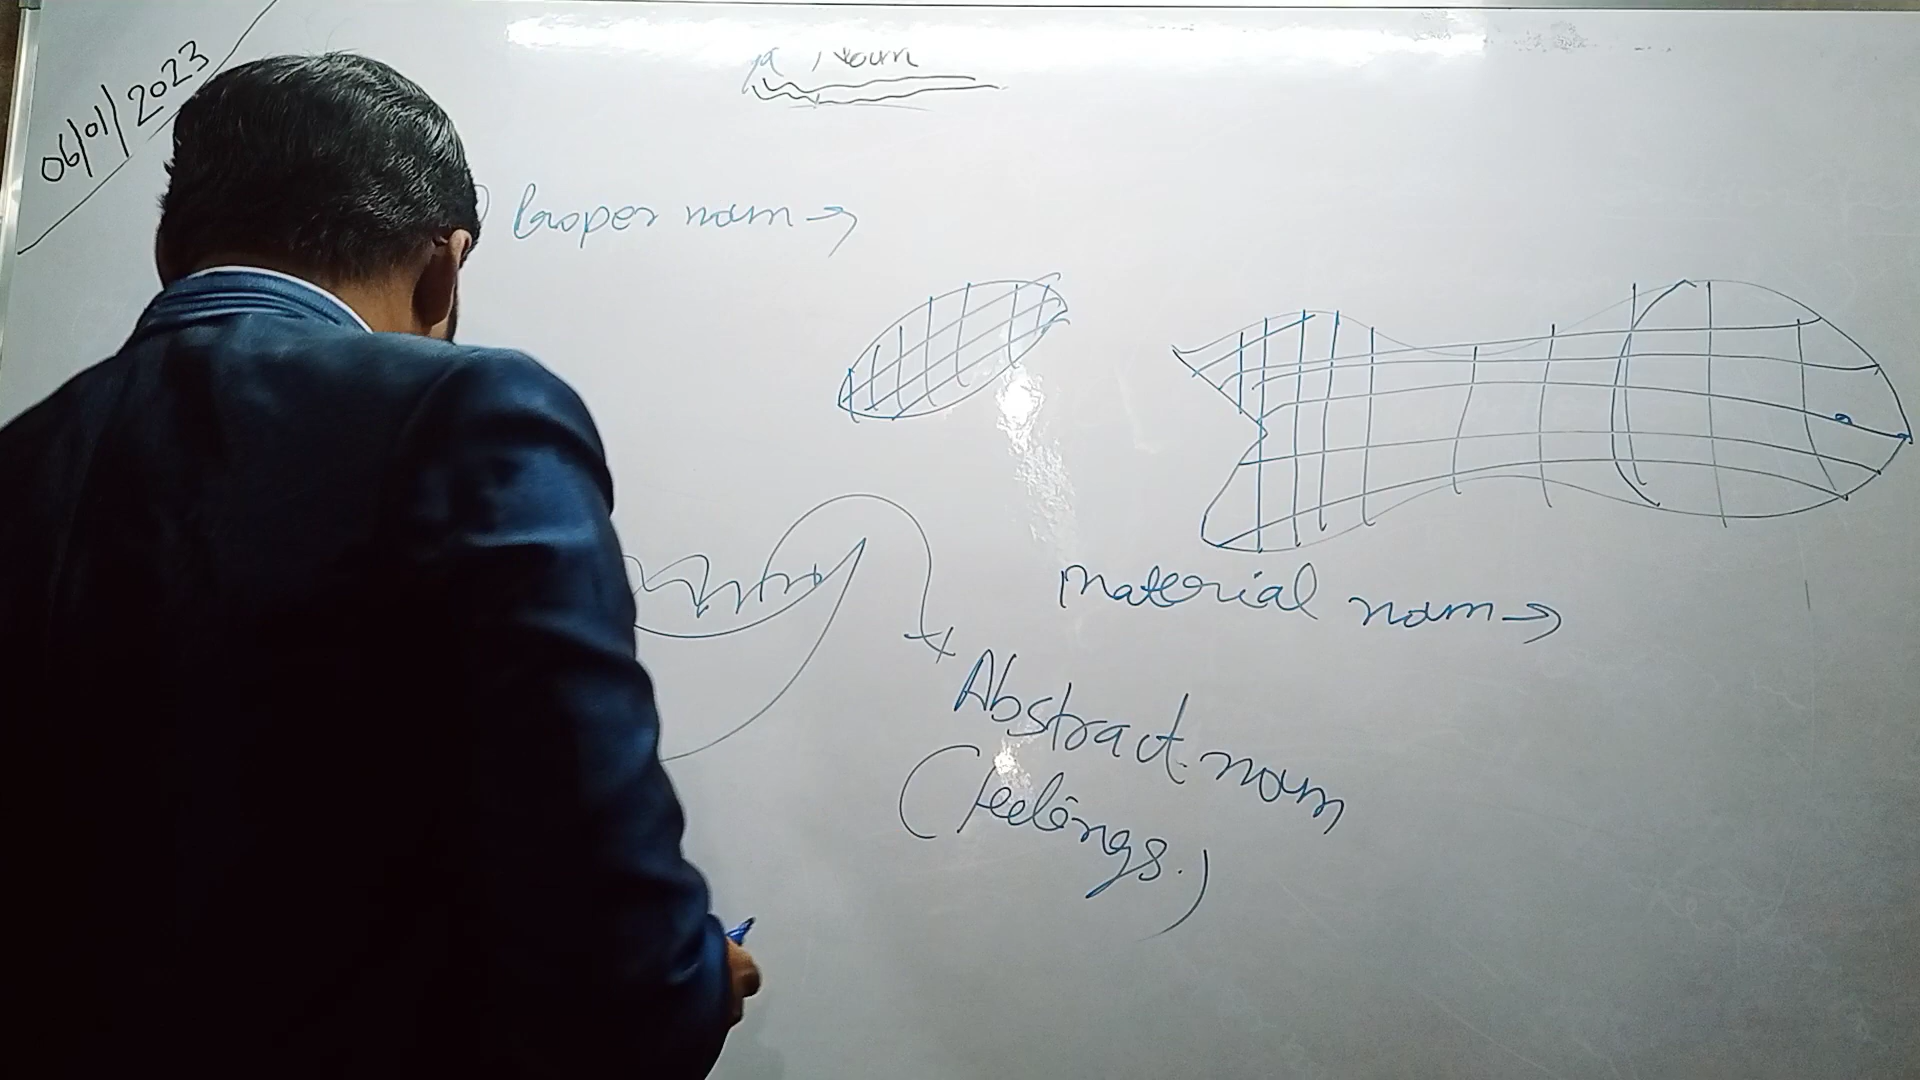 06/01/2023
Noun
Proper noun →
Material noun →
Abstract noun
(feelings.)